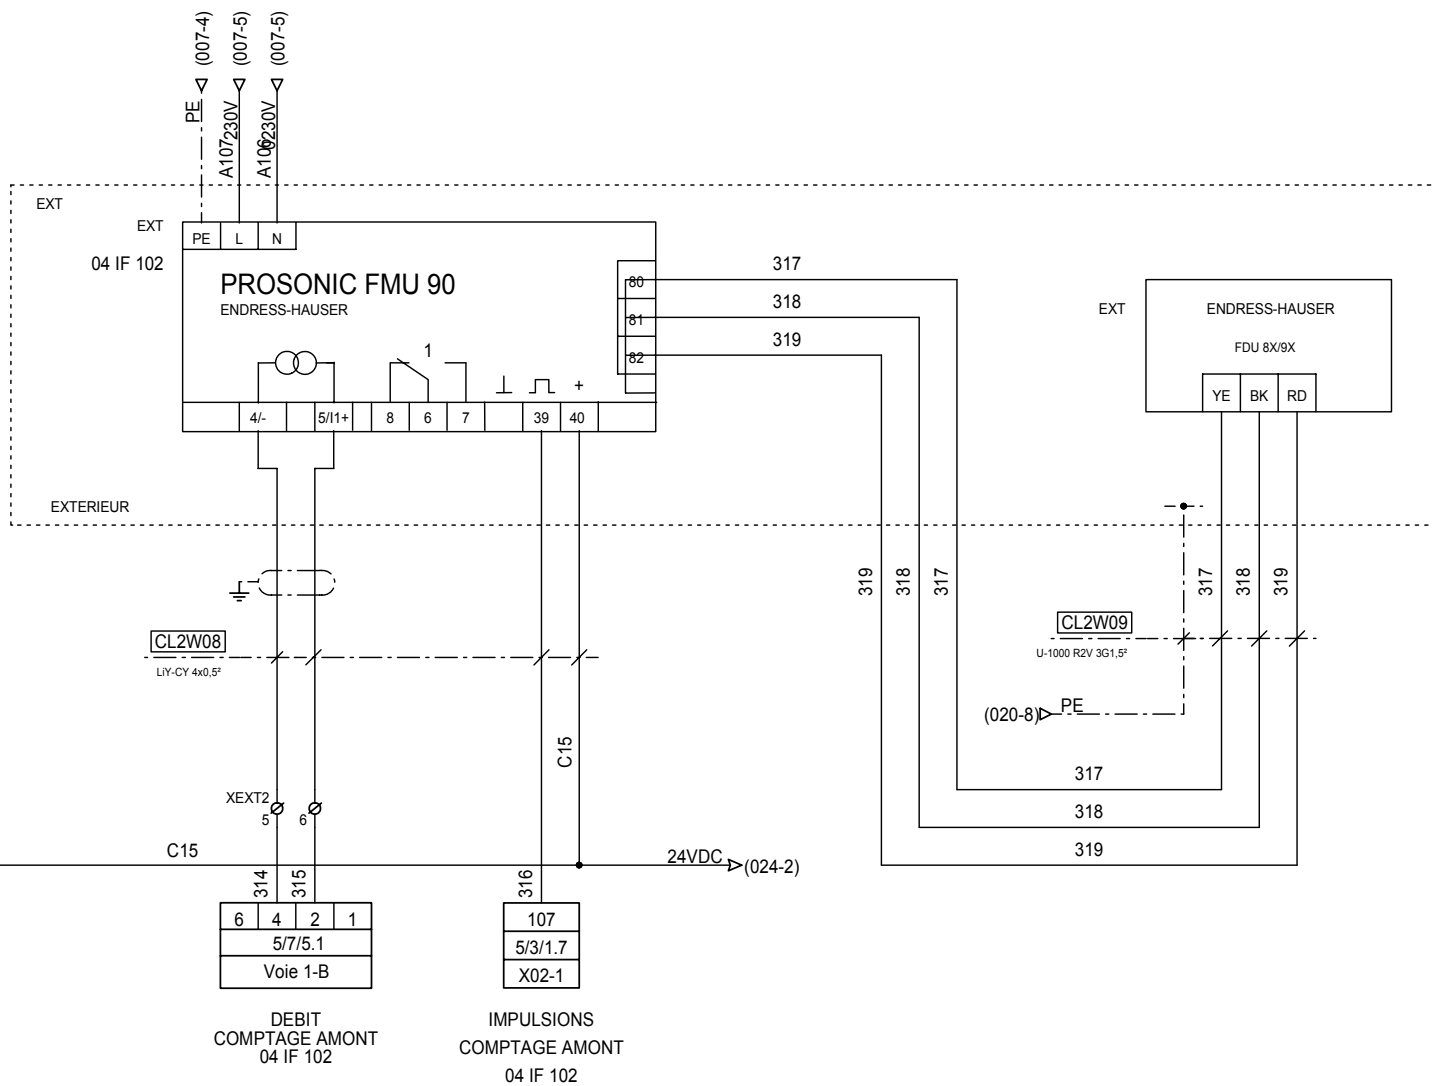 (007-4)
(007-5)
(007-5)
PE
A107
230V
A106
0230V
EXT
EXT
04 IF 102
PE
L
N
PROSONIC FMU 90
ENDRESS-HAUSER
80
81
82
317
318
319
EXT
ENDRESS-HAUSER
FDU 8X/9X
YE
BK
RD
1
+
4/-
5/I1+
8
6
7
39
40
EXTERIEUR
319
318
317
317
318
319
CL2W08
LiY-CY 4x0,5²
CL2W09
U-1000 R2V 3G1,5²
(020-8)
PE
C15
317
318
319
XEXT2
5
6
C15
24VDC
(024-2)
314
315
316
6
4
2
1
5/7/5.1
Voie 1-B
107
5/3/1.7
X02-1
DEBIT
COMPTAGE AMONT
04 IF 102
IMPULSIONS
COMPTAGE AMONT
04 IF 102